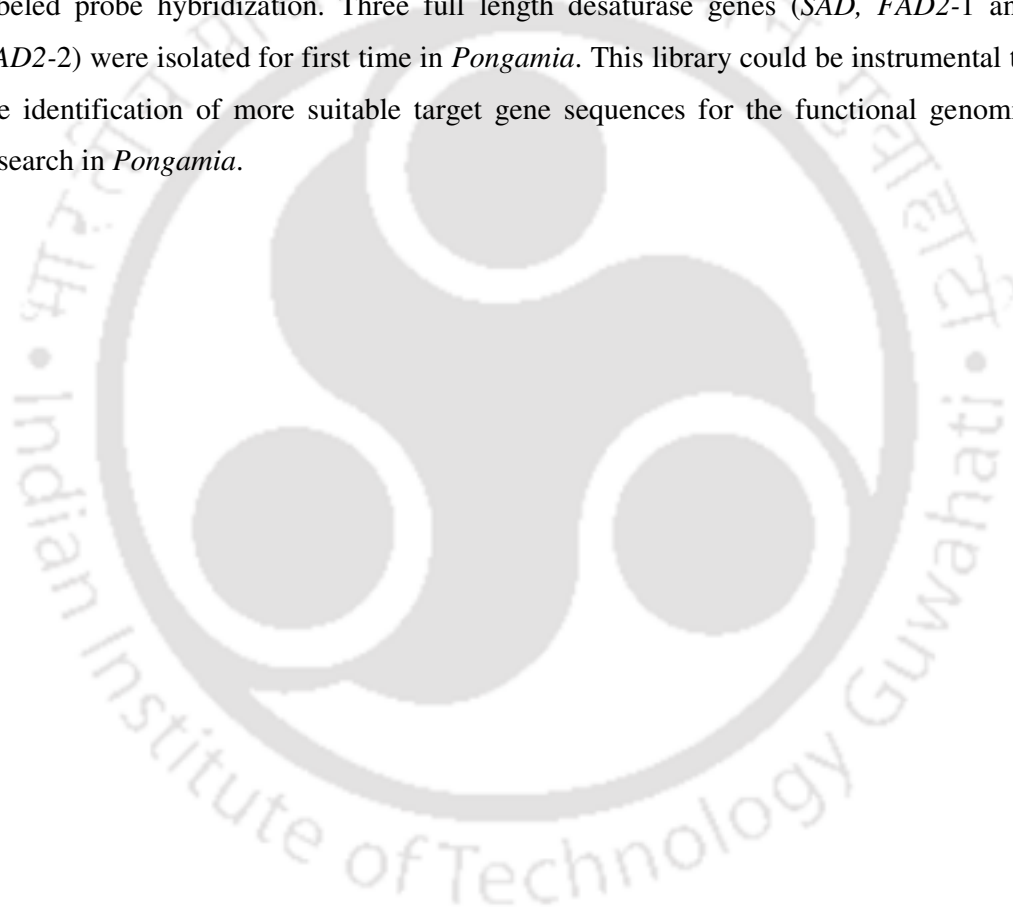 beled probe hybridization. Three full length desaturase genes (SAD, FAD2-1 an
AD2-2) were isolated for first time in Pongamia. This library could be instrumental t
e identification of more suitable target gene sequences for the functional genomi
search in Pongamia.
Indian Institute of Technology Guwahati